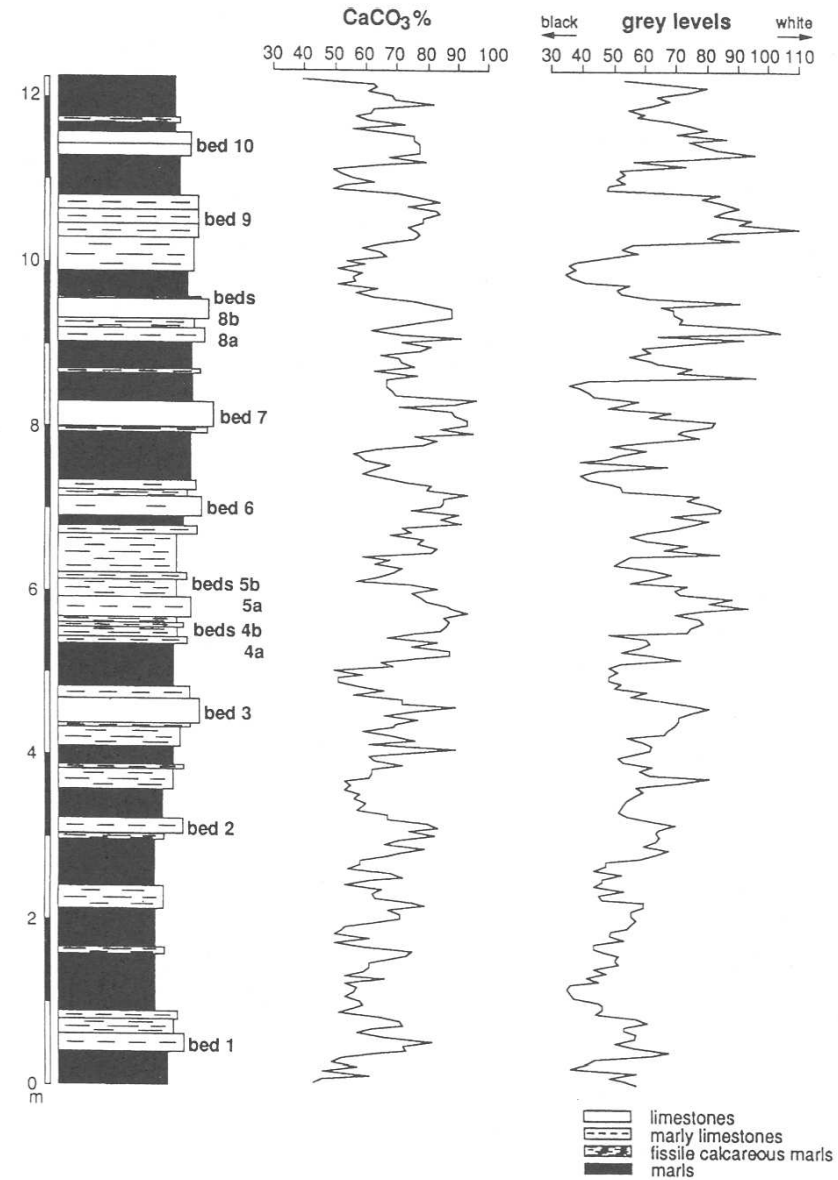 CaCO₃%
30 40 50 60 70 80 90 100
black grey levels white
30 40 50 60 70 80 90 100 110
12
bed 10
bed 9
10
beds
8b
8a
8
bed 7
bed 6
6
beds 5b
5a
beds 4b
4a
bed 3
4
bed 2
2
bed 1
0
m
limestones
marly limestones
fissile calcareous marls
marls